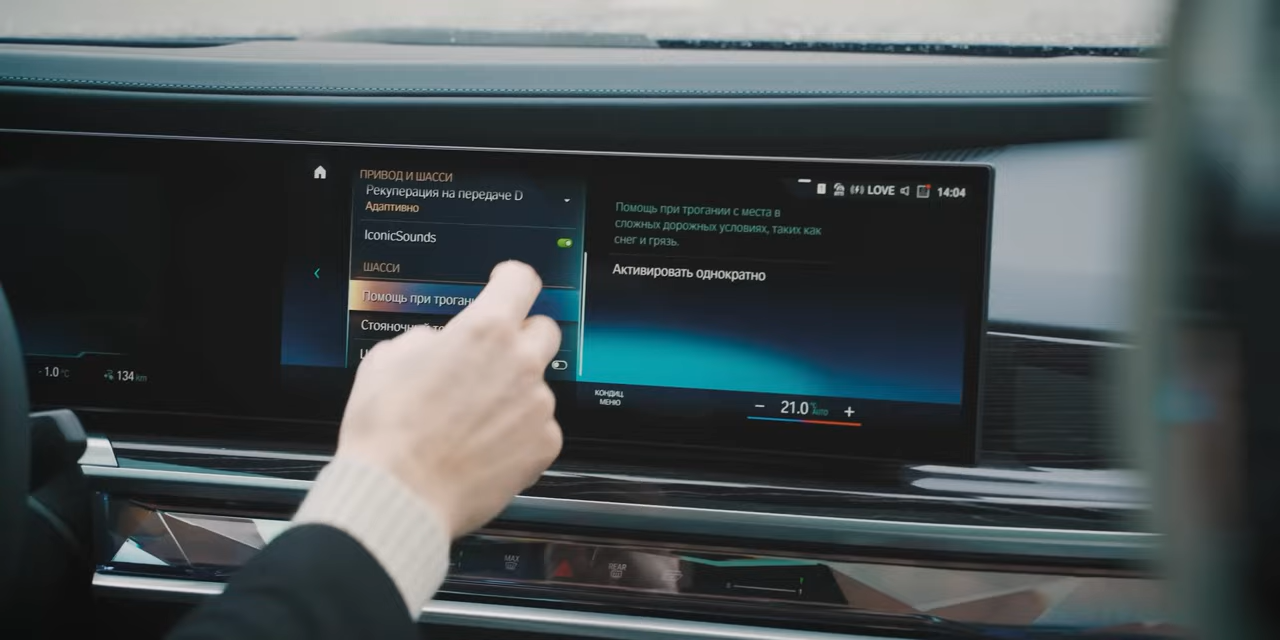 ПРИВОД И ШАССИ
Рекуперация на передаче D
Адаптивно
IconicSounds
ШАССИ
Помощь при
Помощь при трогании с места в
сложных дорожных условиях, таких как
снег и грязь.
Активировать однократно
LOVE
14:04
-1.0°C
134 km
КОНДИЦ.
МЕНЮ
− 21.0 °C AUTO +
MAX
REAR